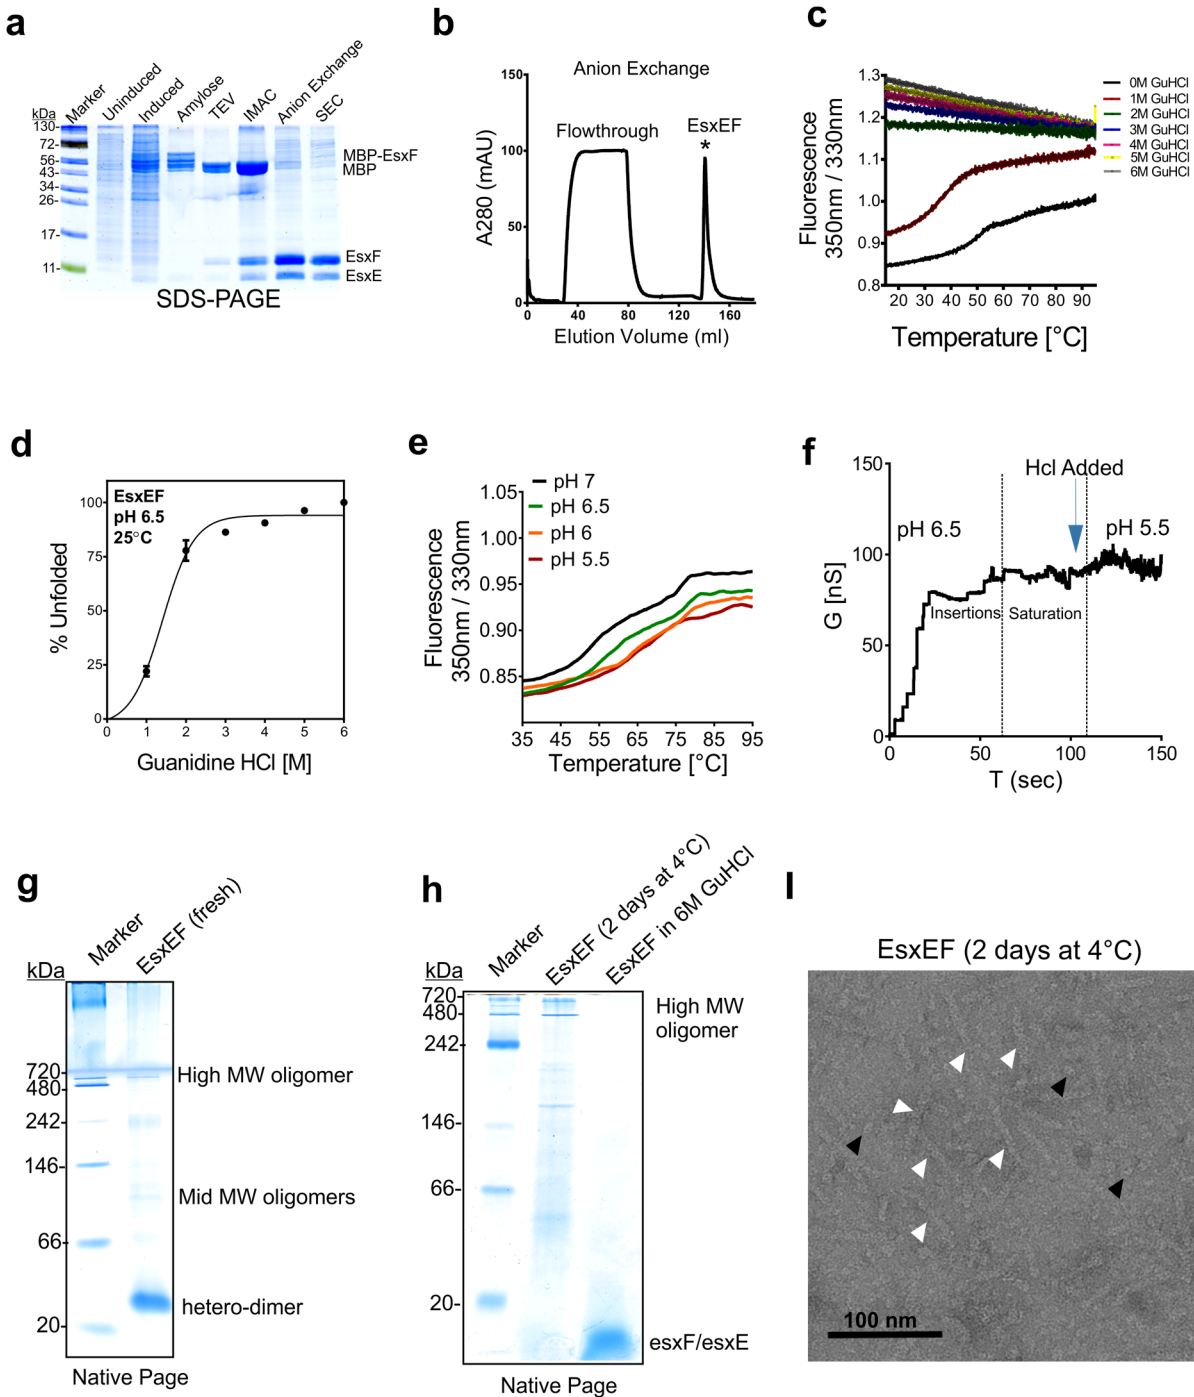 a
kDa
Marker
Uninduced
Induced
Amylose
TEV
IMAC
Anion Exchange
SEC
130-
72-
56-
43-
34-
26-
17-
11-
MBP-EsxF
MBP
EsxF
EsxE
SDS-PAGE
b
Anion Exchange
150
100
50
0
A280 (mAU)
Flowthrough
EsxEF
*
0 40 80 120 160
Elution Volume (ml)
c
1.3
1.2
1.1
1.0
0.9
0.8
Fluorescence
350nm / 330nm
20 30 40 50 60 70 80 90
Temperature [°C]
0M GuHCl
1M GuHCl
2M GuHCl
3M GuHCl
4M GuHCl
5M GuHCl
6M GuHCl
d
EsxEF
pH 6.5
25°C
100
75
50
25
0
% Unfolded
0 1 2 3 4 5 6
Guanidine HCl [M]
e
pH 7
pH 6.5
pH 6
pH 5.5
1.05
1.00
0.95
0.90
0.85
Fluorescence
350nm / 330nm
35 45 55 65 75 85 95
Temperature [°C]
f
Hcl Added
150
100
50
0
G [nS]
pH 6.5
pH 5.5
Insertions
Saturation
0 50 100 150
T (sec)
g
kDa
Marker
EsxEF (fresh)
720-
480-
242-
146-
66-
20-
High MW oligomer
Mid MW oligomers
hetero-dimer
Native Page
h
kDa
Marker
EsxEF (2 days at 4°C)
EsxEF in 6M GuHCl
720-
480-
242-
146-
66-
20-
High MW
oligomer
esxF/esxE
Native Page
I
EsxEF (2 days at 4°C)
100 nm